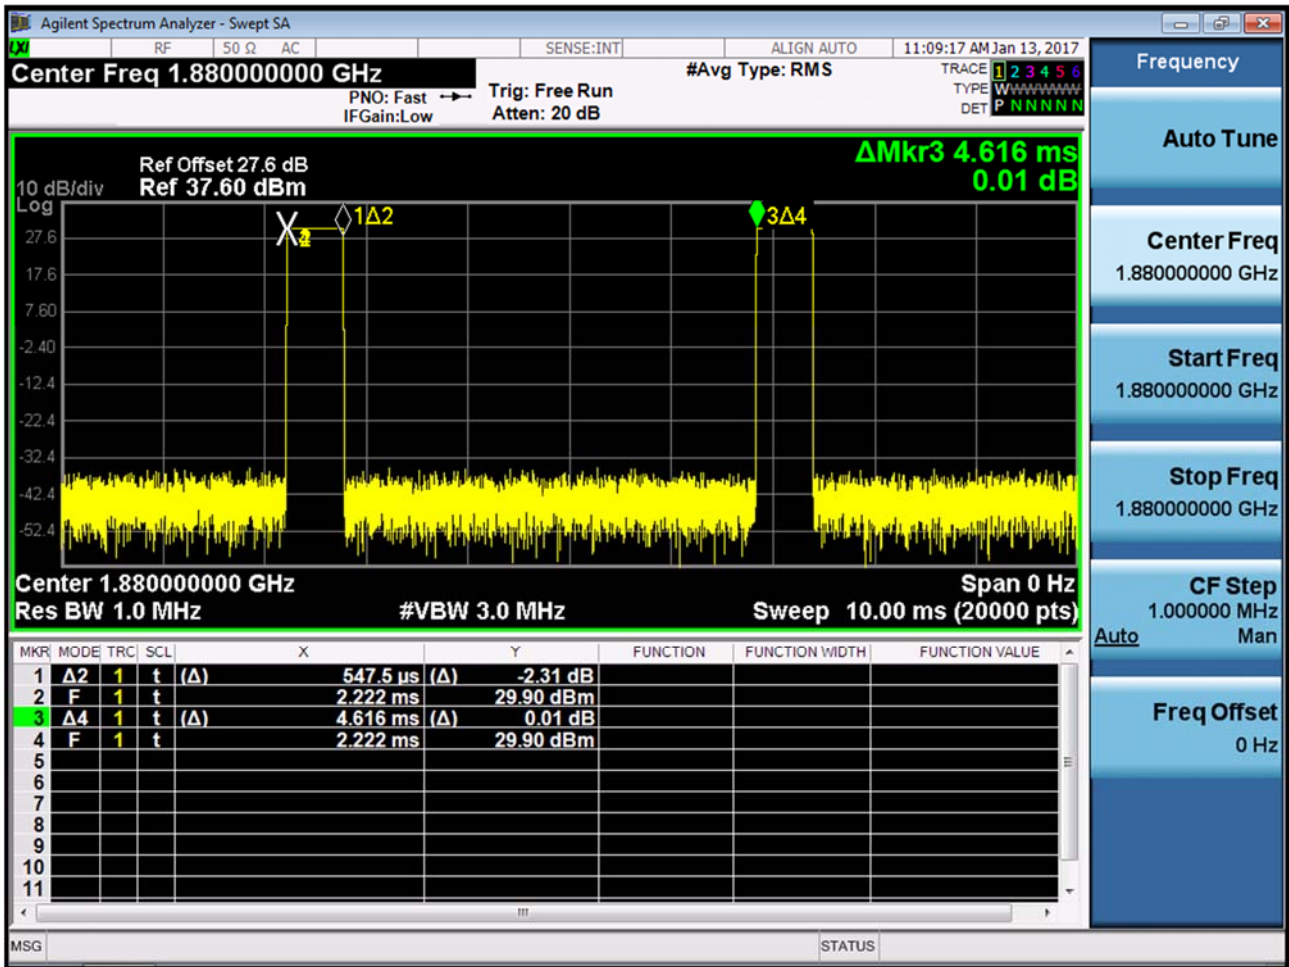 Agilent Spectrum Analyzer - Swept SA
LXI RF 50 Ω AC SENSE:INT ALIGN AUTO 11:09:17 AM Jan 13, 2017
Center Freq 1.880000000 GHz
#Avg Type: RMS
TRACE 1 2 3 4 5 6
TYPE W W W W W W
DET P N N N N N
PNO: Fast
IFGain:Low
Trig: Free Run
Atten: 20 dB
ΔMkr3 4.616 ms
0.01 dB
Ref Offset 27.6 dB
10 dB/div Ref 37.60 dBm
Log
1Δ2
3Δ4
27.6
17.6
7.60
-2.40
-12.4
-22.4
-32.4
-42.4
-52.4
Center 1.880000000 GHz Span 0 Hz
Res BW 1.0 MHz #VBW 3.0 MHz Sweep 10.00 ms (20000 pts)
MKR MODE TRC SCL X Y FUNCTION FUNCTION WIDTH FUNCTION VALUE
1 Δ2 1 t (Δ) 547.5 µs (Δ) -2.31 dB
2 F 1 t 2.222 ms 29.90 dBm
3 Δ4 1 t (Δ) 4.616 ms (Δ) 0.01 dB
4 F 1 t 2.222 ms 29.90 dBm
5
6
7
8
9
10
11
MSG STATUS
Frequency
Auto Tune
Center Freq
1.880000000 GHz
Start Freq
1.880000000 GHz
Stop Freq
1.880000000 GHz
CF Step
1.000000 MHz
Auto Man
Freq Offset
0 Hz